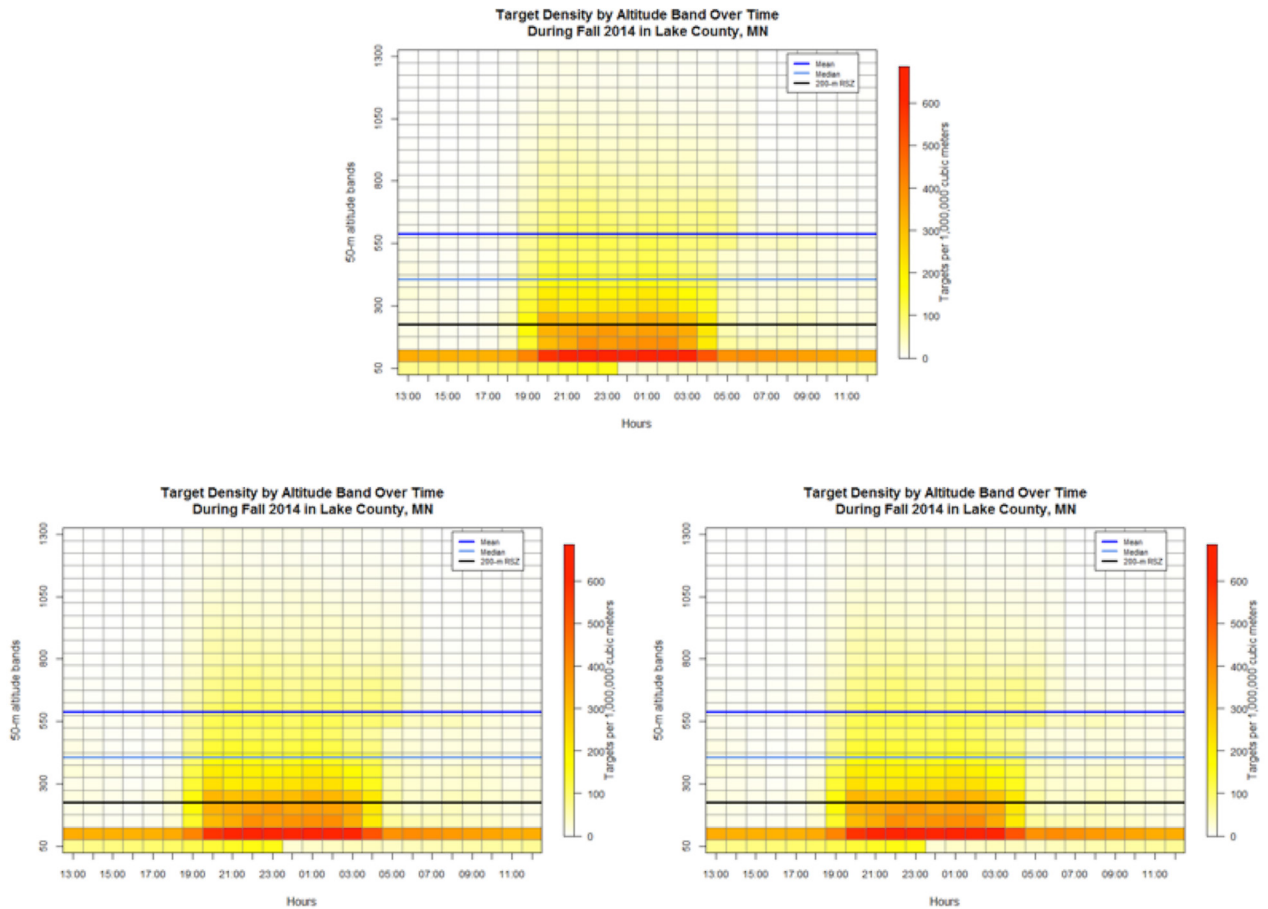 Target Density by Altitude Band Over Time
During Fall 2014 in Lake County, MN
Mean
Median
200-m RSZ
50-m altitude bands
1300
1050
800
550
300
50
600
500
400
300
200
100
0
Targets per 1,000,000 cubic meters
13:00 15:00 17:00 19:00 21:00 23:00 01:00 03:00 05:00 07:00 09:00 11:00
Hours
Target Density by Altitude Band Over Time
During Fall 2014 in Lake County, MN
Mean
Median
200-m RSZ
50-m altitude bands
1300
1050
800
550
300
50
600
500
400
300
200
100
0
Targets per 1,000,000 cubic meters
13:00 15:00 17:00 19:00 21:00 23:00 01:00 03:00 05:00 07:00 09:00 11:00
Hours
Target Density by Altitude Band Over Time
During Fall 2014 in Lake County, MN
Mean
Median
200-m RSZ
50-m altitude bands
1300
1050
800
550
300
50
600
500
400
300
200
100
0
Targets per 1,000,000 cubic meters
13:00 15:00 17:00 19:00 21:00 23:00 01:00 03:00 05:00 07:00 09:00 11:00
Hours